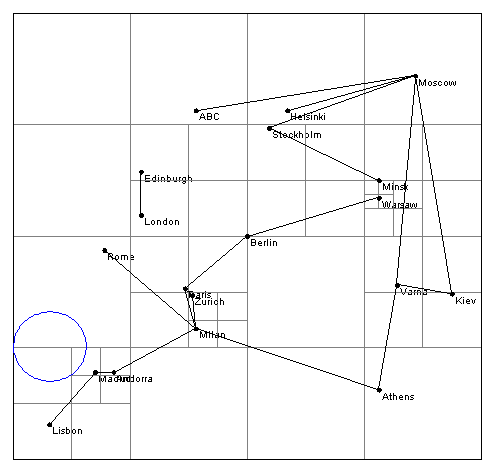 Moscow
ABC
Helsinki
Stockholm
Edinburgh
Minsk
Warsaw
London
Berlin
Rome
Paris
Zurich
Varna
Kiev
Milan
Madrid
Andorra
Athens
Lisbon